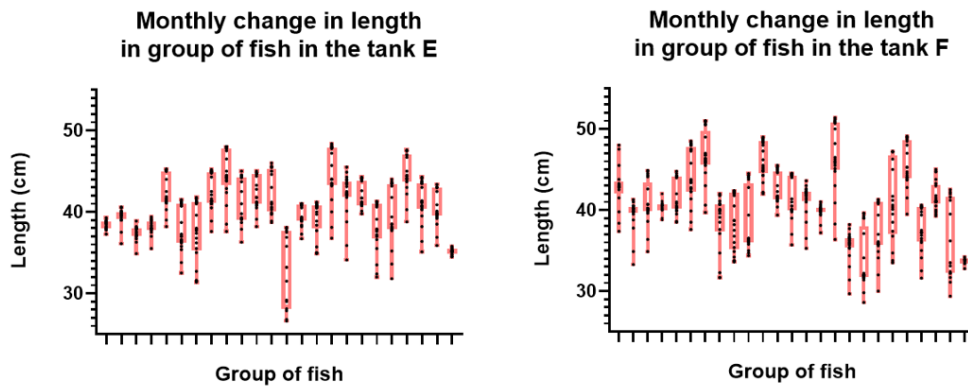 Monthly change in length
in group of fish in the tank E
Length (cm)
50
40
30
Group of fish
Monthly change in length
in group of fish in the tank F
Length (cm)
50
40
30
Group of fish